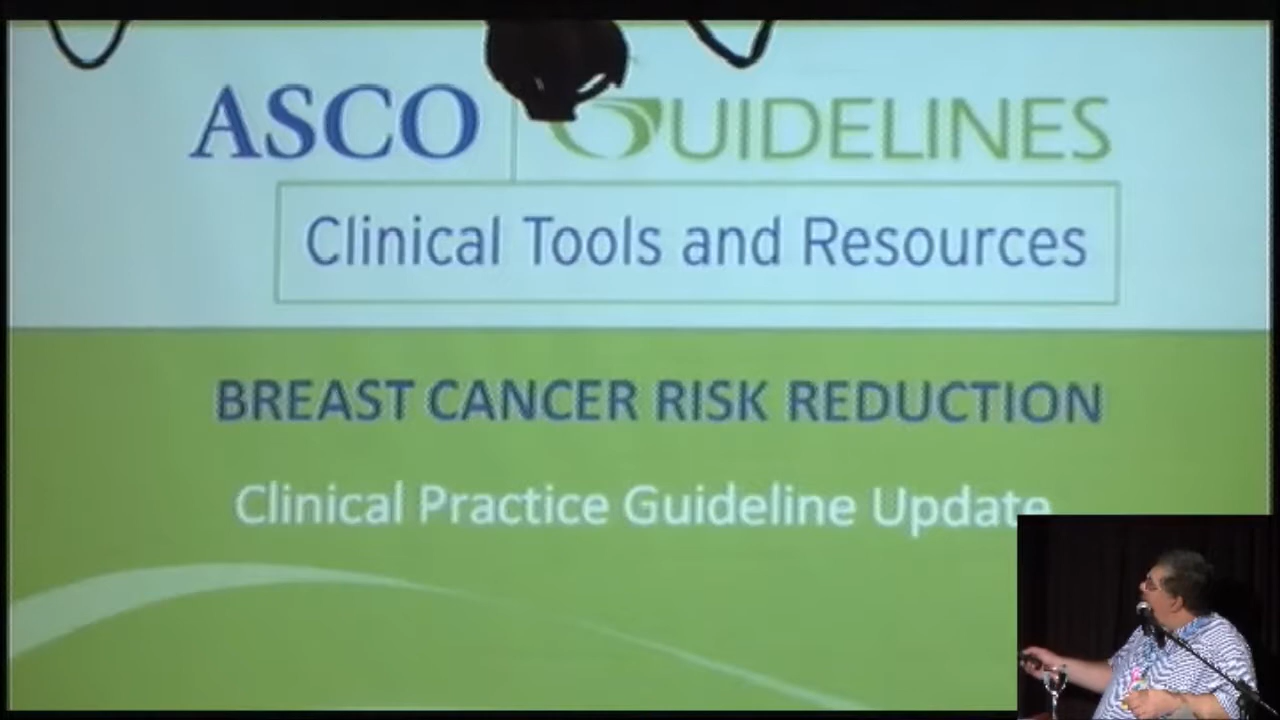 ASCO GUIDELINES
Clinical Tools and Resources
BREAST CANCER RISK REDUCTION
Clinical Practice Guideline Update